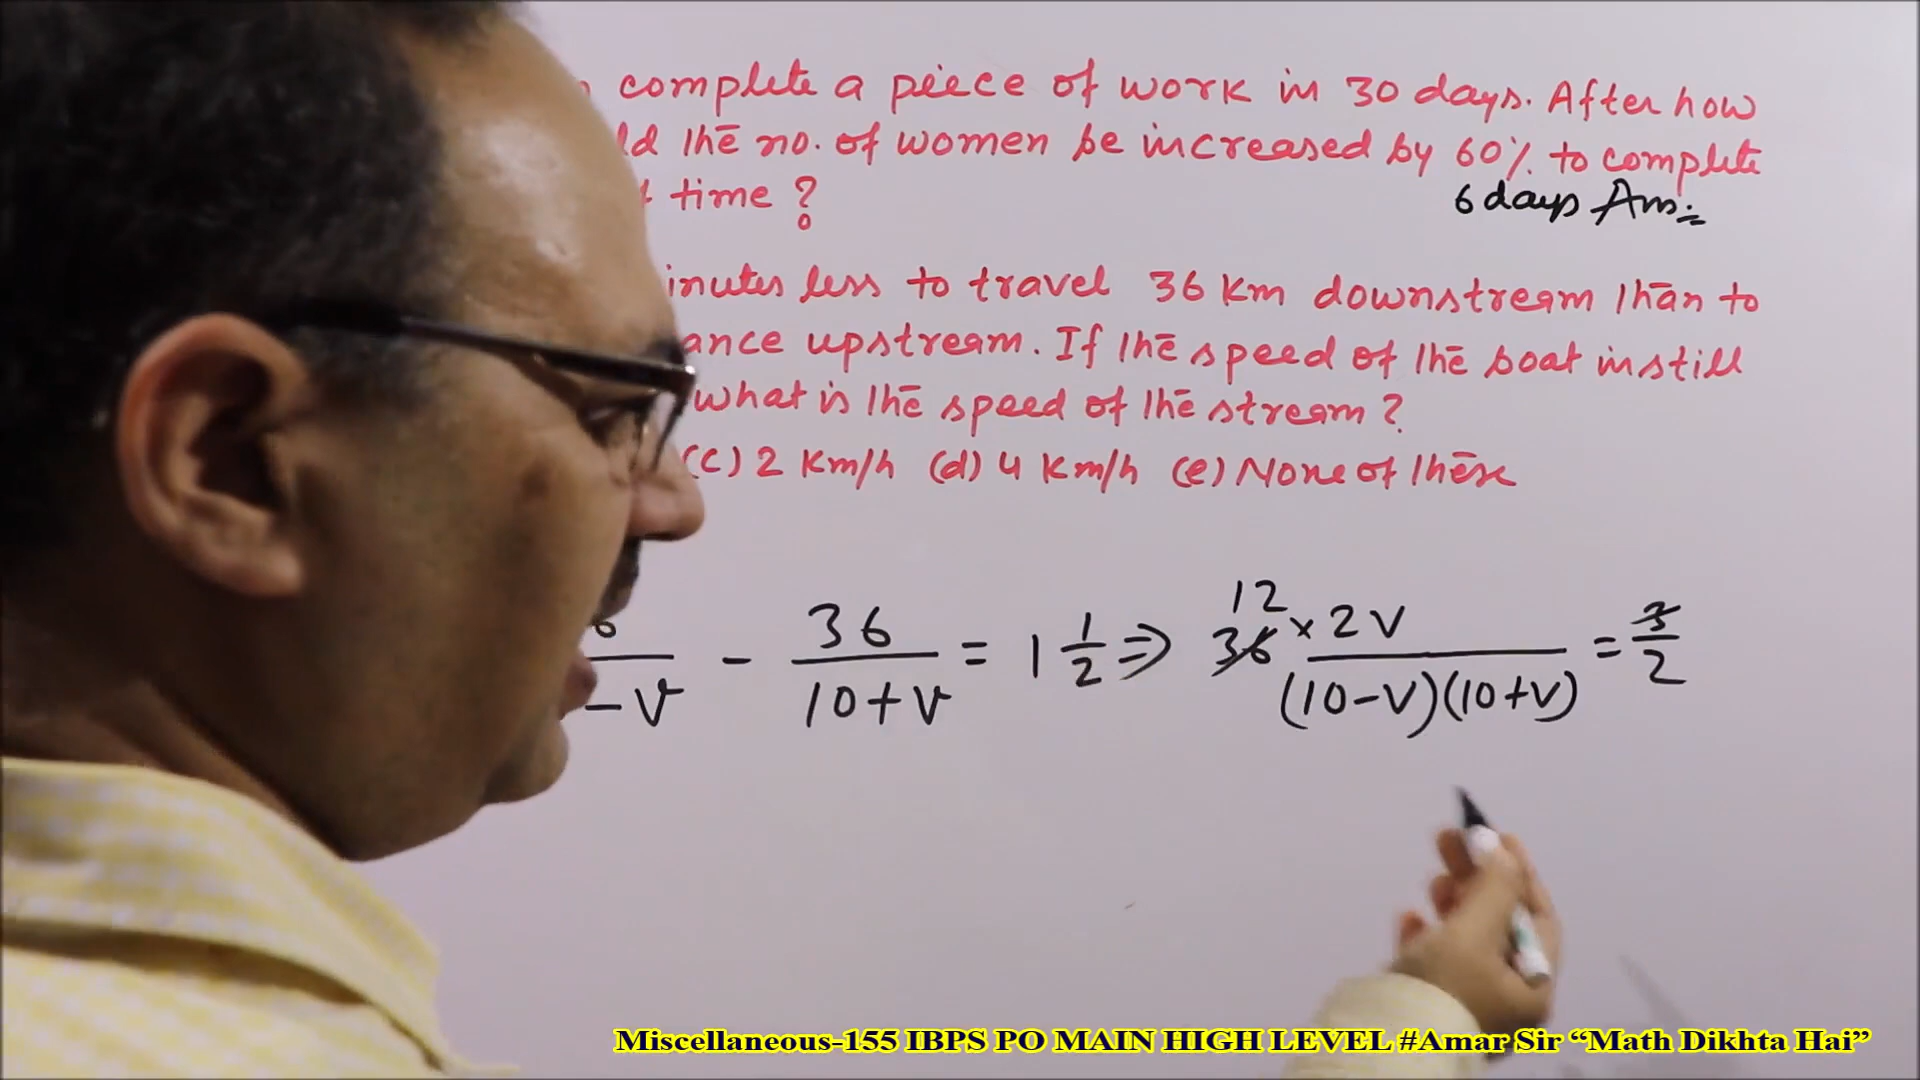 complete a piece of work in 30 days. After how
ld the no. of women be increased by 60% to complete
time ?
6 days Ans.
inutes less to travel 36 Km downstream than to
ance upstream. If the speed of the boat in still
what is the speed of the stream ?
(c) 2 Km/h (d) 4 Km/h (e) None of these
- V - 36 / 10+V = 1 1/2 ⇒ 12 36 × 2V / (10-V)(10+V) = 3/2
Miscellaneous-155 IBPS PO MAIN HIGH LEVEL #Amar Sir “Math Dikhta Hai”